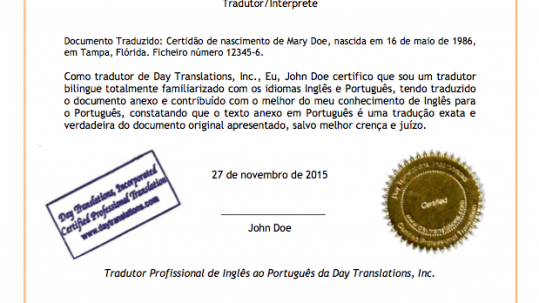 Tradutor/Intérprete
Documento Traduzido: Certidão de nascimento de Mary Doe, nascida em 16 de maio de 1986,
em Tampa, Flórida. Ficheiro número 12345-6.
Como tradutor de Day Translations, Inc., Eu, John Doe certifico que sou um tradutor
bilingue totalmente familiarizado com os idiomas Inglês e Português, tendo traduzido
o documento anexo e contribuído com o melhor do meu conhecimento de Inglês para
o Português, constatando que o texto anexo em Português é uma tradução exata e
verdadeira do documento original apresentado, salvo melhor crença e juízo.
Day Translations, Incorporated
Certified Professional Translation
www.daytranslations.com
27 de novembro de 2015
John Doe
Day Translations Incorporated
Certified
Tradutor Profissional de Inglês ao Português da Day Translations, Inc.